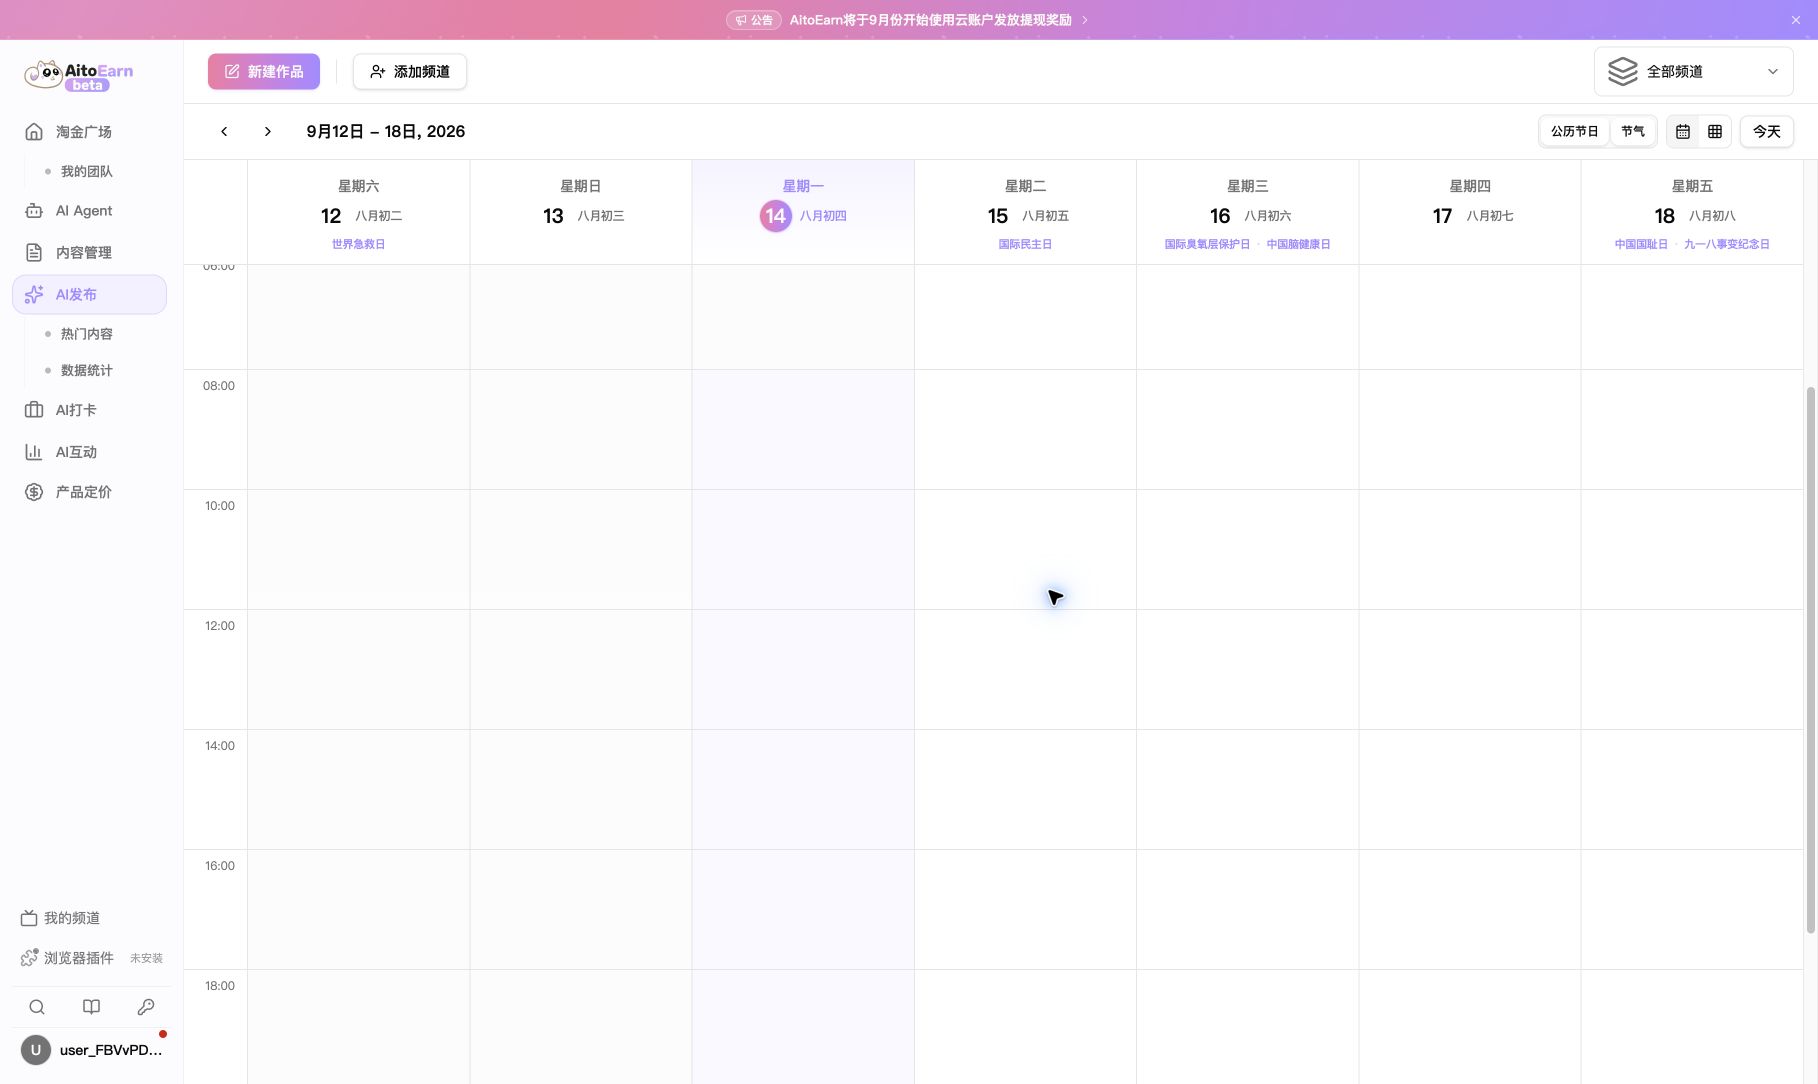 公告 AitoEarn将于9月份开始使用云账户发放提现奖励
AitoEarn
beta
新建作品
添加频道
全部频道
淘金广场
我的团队
AI Agent
内容管理
AI发布
热门内容
数据统计
AI打卡
AI互动
产品定价
我的频道
浏览器插件 未安装
U user_FBVvPD...
9月12日 – 18日, 2026
公历节日 节气 今天
星期六 星期日 星期一 星期二 星期三 星期四 星期五
12 八月初二 13 八月初三 14 八月初四 15 八月初五 16 八月初六 17 八月初七 18 八月初八
世界急救日 国际民主日 国际臭氧层保护日 · 中国脑健康日 中国国耻日 · 九一八事变纪念日
06:00
08:00
10:00
12:00
14:00
16:00
18:00